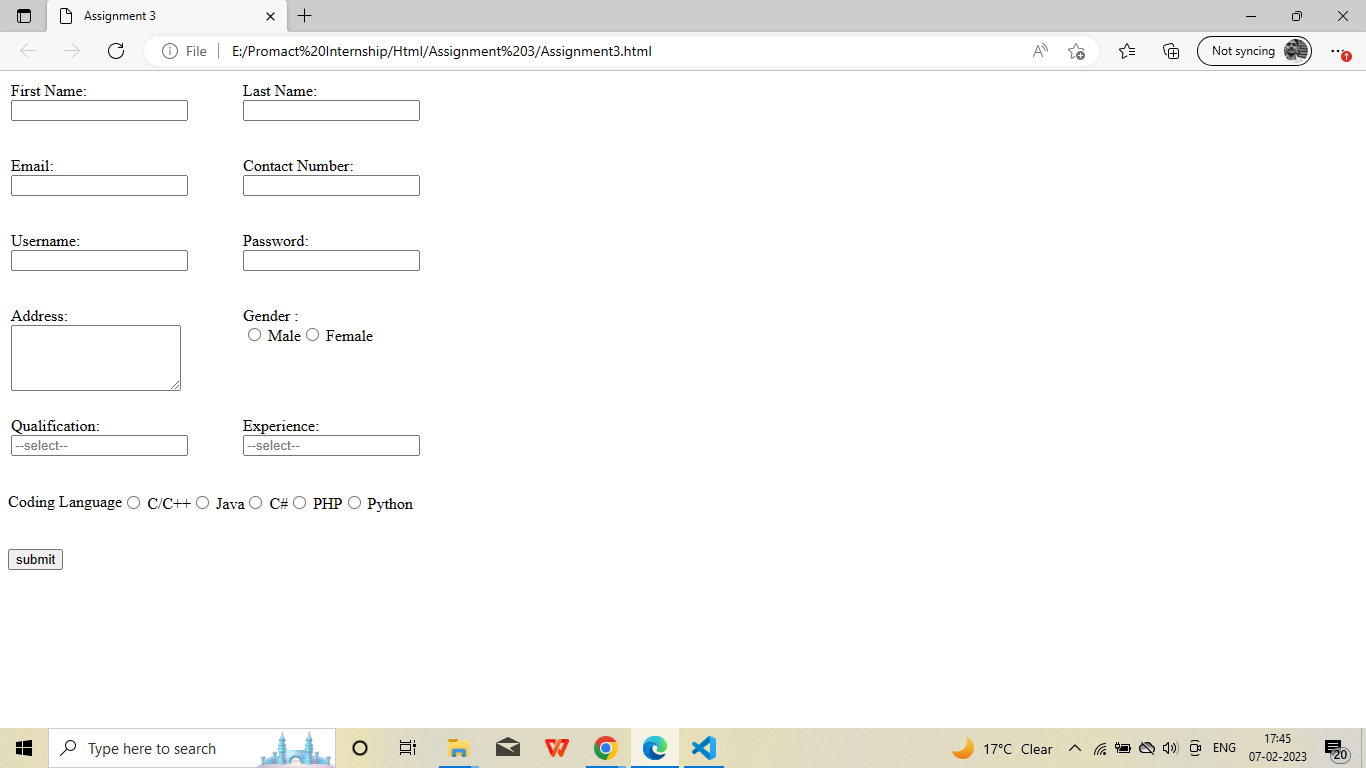 Assignment 3
File
E:/Promact%20Internship/Html/Assignment%203/Assignment3.html
Not syncing
First Name: Last Name:
Email: Contact Number:
Username: Password:
Address: Gender :
Male Female
Qualification: Experience:
--select-- --select--
Coding Language C/C++ Java C# PHP Python
submit
Type here to search
17°C Clear
ENG
17:45
07-02-2023
20